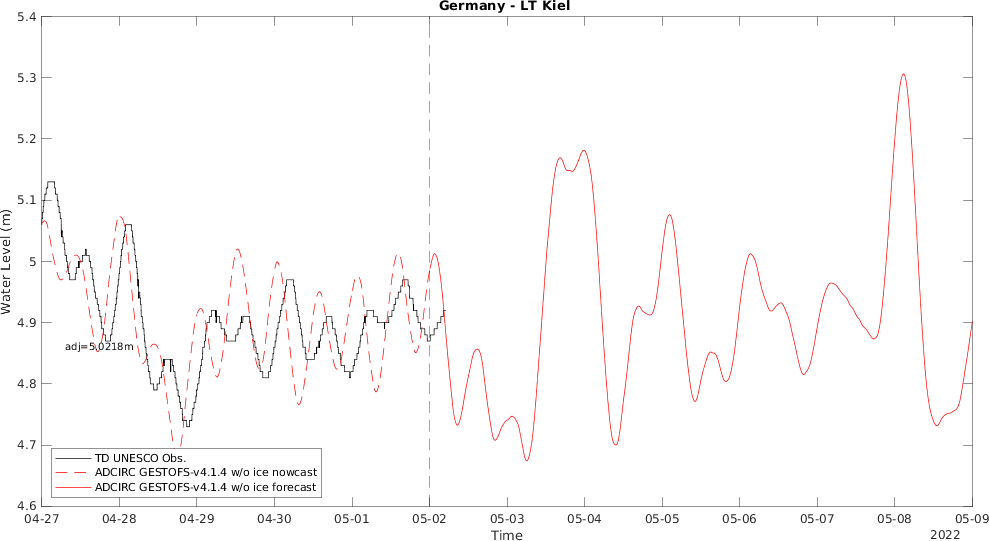 Germany - LT Kiel
5.4
5.3
5.2
5.1
5
4.9
4.8
4.7
4.6
Water Level (m)
adj=5.0218m
TD UNESCO Obs.
ADCIRC GESTOFS-v4.1.4 w/o ice nowcast
ADCIRC GESTOFS-v4.1.4 w/o ice forecast
04-27 04-28 04-29 04-30 05-01 05-02 05-03 05-04 05-05 05-06 05-07 05-08 05-09
Time
2022